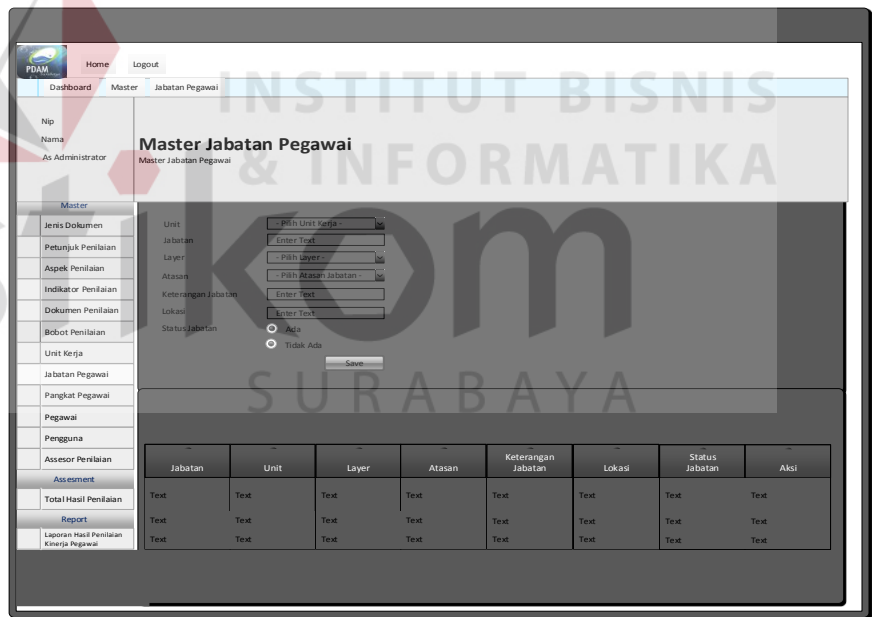 PDAM
Home Logout
Dashboard Master Jabatan Pegawai
INSTITUT BISNIS
& INFORMATIKA
stikom
SURABAYA
Nip
Nama
As Administrator
Master Jabatan Pegawai
Master Jabatan Pegawai
Master
Jenis Dokumen
Petunjuk Penilaian
Aspek Penilaian
Indikator Penilaian
Dokumen Penilaian
Bobot Penilaian
Unit Kerja
Jabatan Pegawai
Pangkat Pegawai
Pegawai
Pengguna
Assesor Penilaian
Assesment
Total Hasil Penilaian
Report
Laporan Hasil Penilaian
Kinerja Pegawai
Unit - Pilih Unit Kerja -
Jabatan Enter Text
Layer - Pilih Layer -
Atasan - Pilih Atasan Jabatan -
Keterangan Jabatan Enter Text
Lokasi Enter Text
Status Jabatan Ada
Tidak Ada
Save
Jabatan Unit Layer Atasan Keterangan Jabatan Lokasi Status Jabatan Aksi
Text Text Text Text Text Text Text Text
Text Text Text Text Text Text Text Text
Text Text Text Text Text Text Text Text